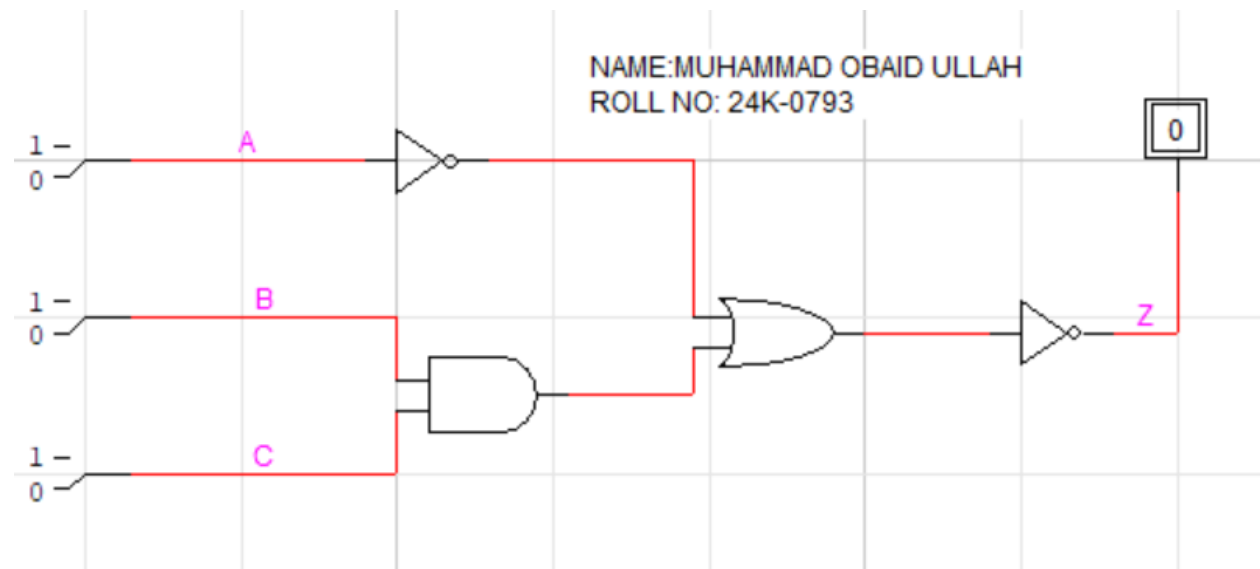 NAME:MUHAMMAD OBAID ULLAH
ROLL NO: 24K-0793
0
1
A
0
1
B
0
Z
1
C
0